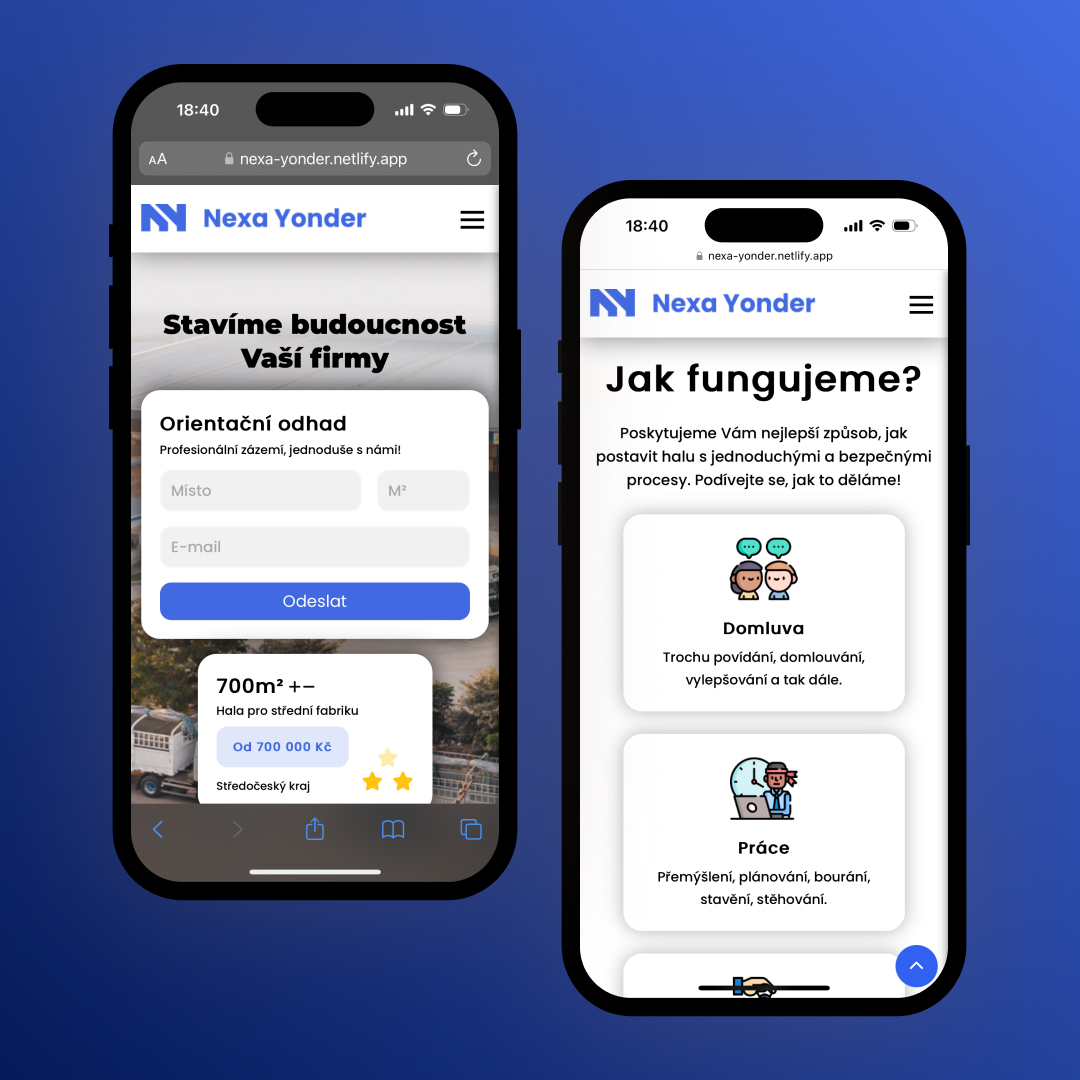 18:40
AA
nexa-yonder.netlify.app
Nexa Yonder
Stavíme budoucnost
Vaší firmy
Orientační odhad
Profesionální zázemí, jednoduše s námi!
Místo
M²
E-mail
Odeslat
700m² +−
Hala pro střední fabriku
Od 700 000 Kč
Středočeský kraj
18:40
nexa-yonder.netlify.app
Nexa Yonder
Jak fungujeme?
Poskytujeme Vám nejlepší způsob, jak
postavit halu s jednoduchými a bezpečnými
procesy. Podívejte se, jak to děláme!
Domluva
Trochu povídání, domlouvání,
vylepšování a tak dále.
Práce
Přemýšlení, plánování, bourání,
stavění, stěhování.